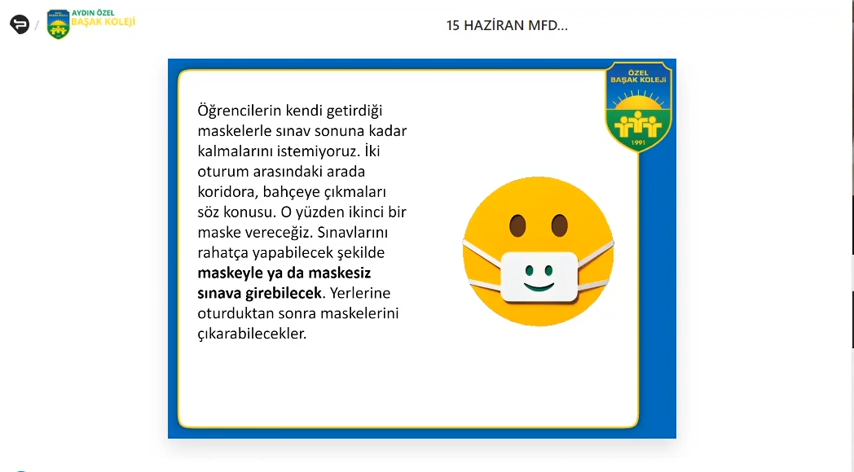 AYDIN ÖZEL
BAŞAK KOLEJİ
15 HAZİRAN MFD...
ÖZEL
BAŞAK KOLEJİ
1991
Öğrencilerin kendi getirdiği
maskelerle sınav sonuna kadar
kalmalarını istemiyoruz. İki
oturum arasındaki arada
koridora, bahçeye çıkmaları
söz konusu. O yüzden ikinci bir
maske vereceğiz. Sınavlarını
rahatça yapabilecek şekilde
maskeyle ya da maskesiz
sınava girebilecek. Yerlerine
oturduktan sonra maskelerini
çıkarabilecekler.